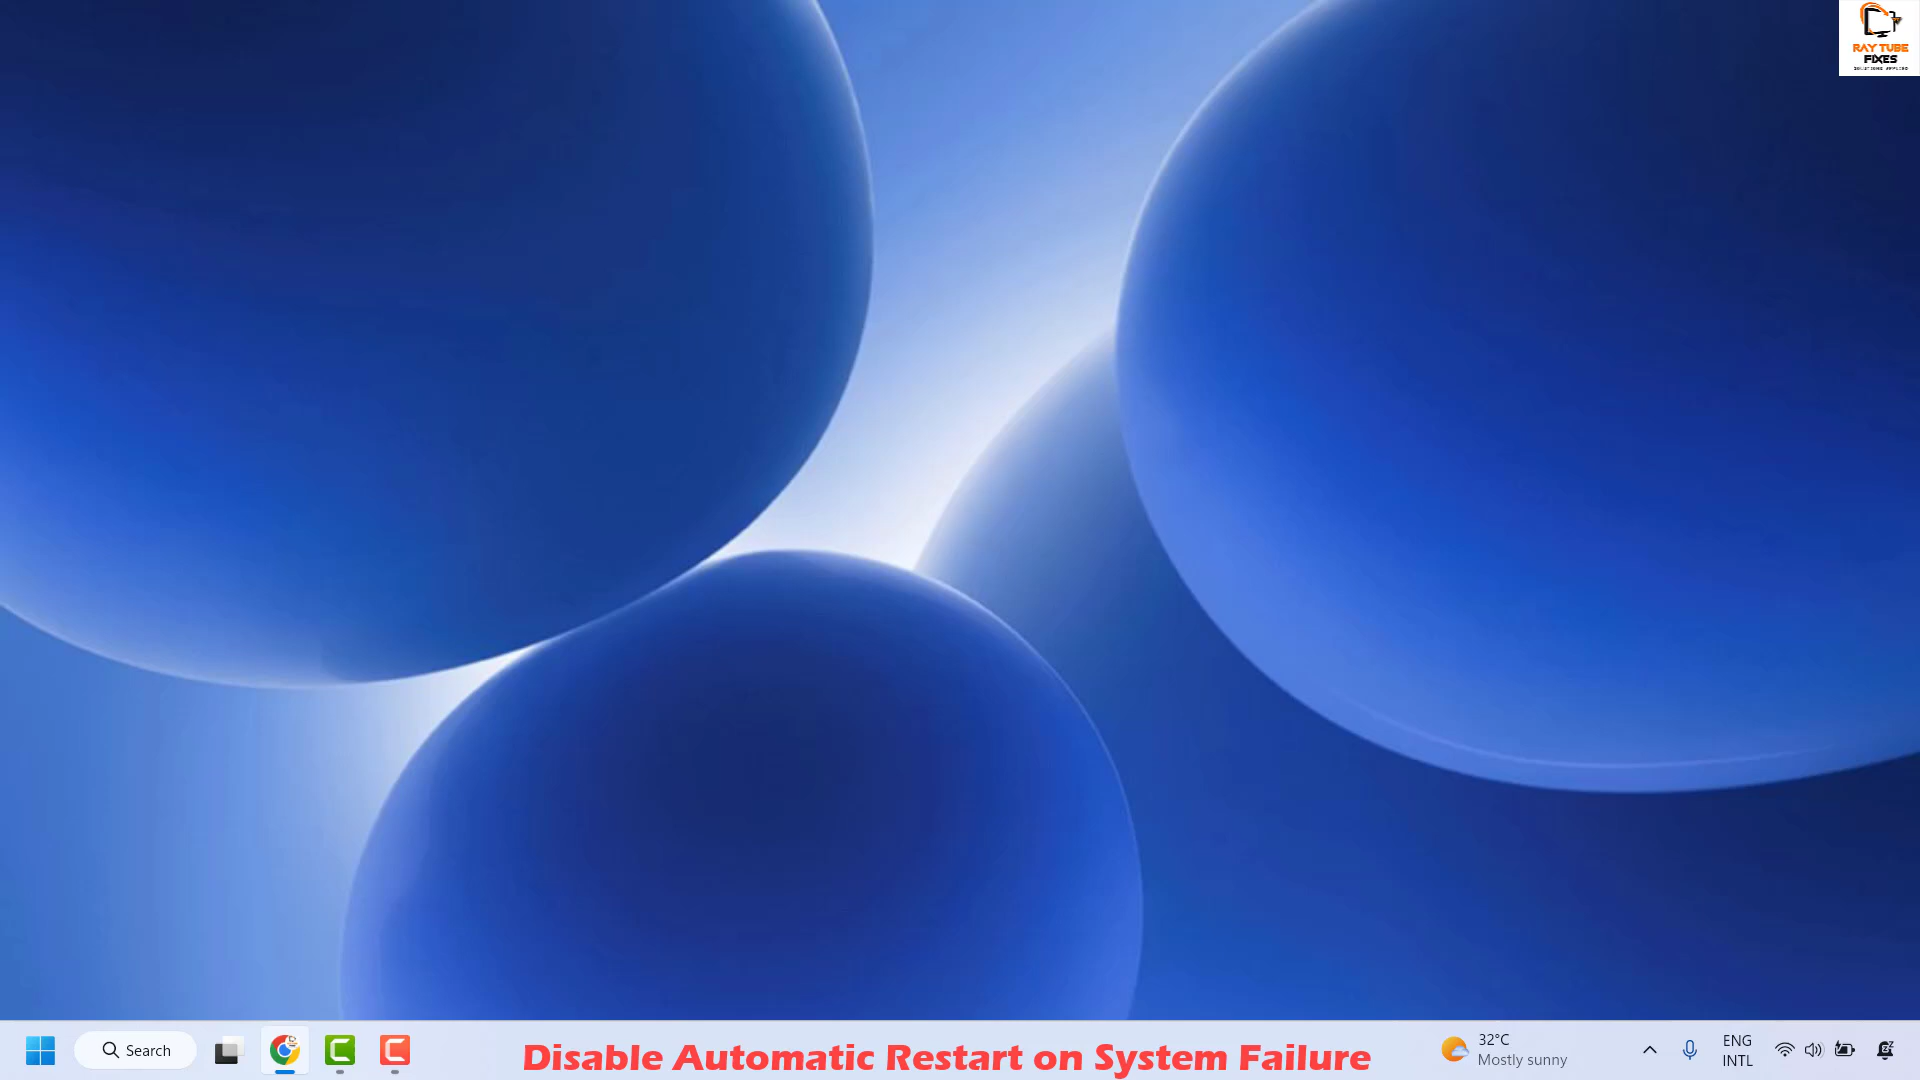 RAY TUBE
FIXES
Search
Disable Automatic Restart on System Failure
32°C
Mostly sunny
ENG
INTL